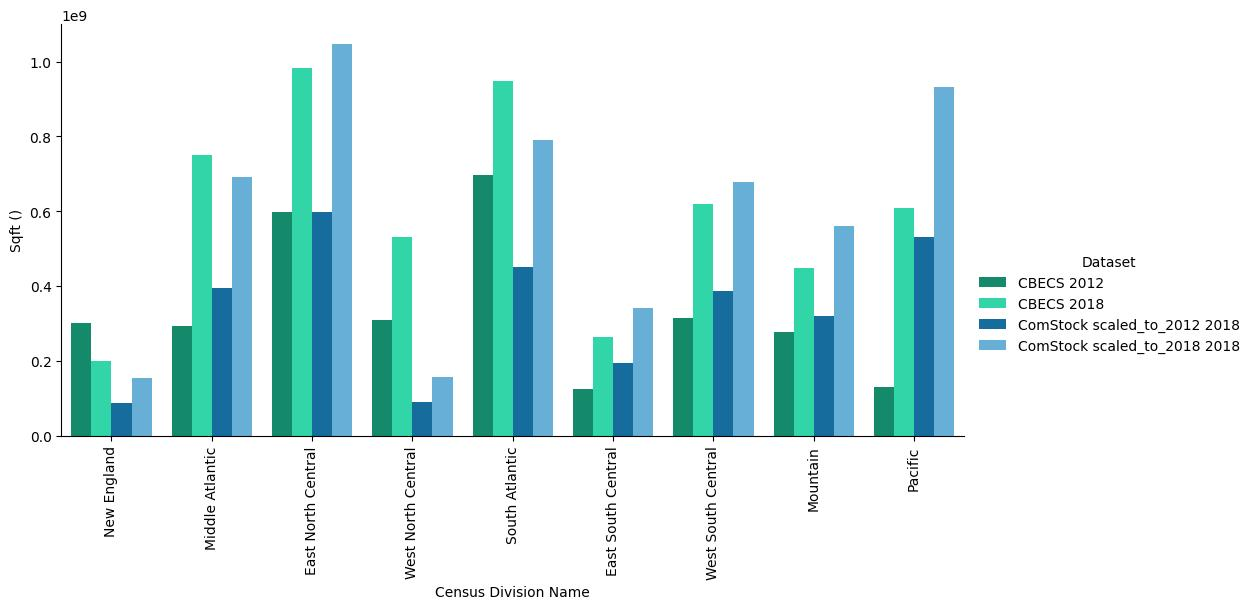 1e9
1.0
0.8
0.6
0.4
0.2
0.0
Sqft ()
New England
Middle Atlantic
East North Central
West North Central
South Atlantic
East South Central
West South Central
Mountain
Pacific
Census Division Name
Dataset
CBECS 2012
CBECS 2018
ComStock scaled_to_2012 2018
ComStock scaled_to_2018 2018